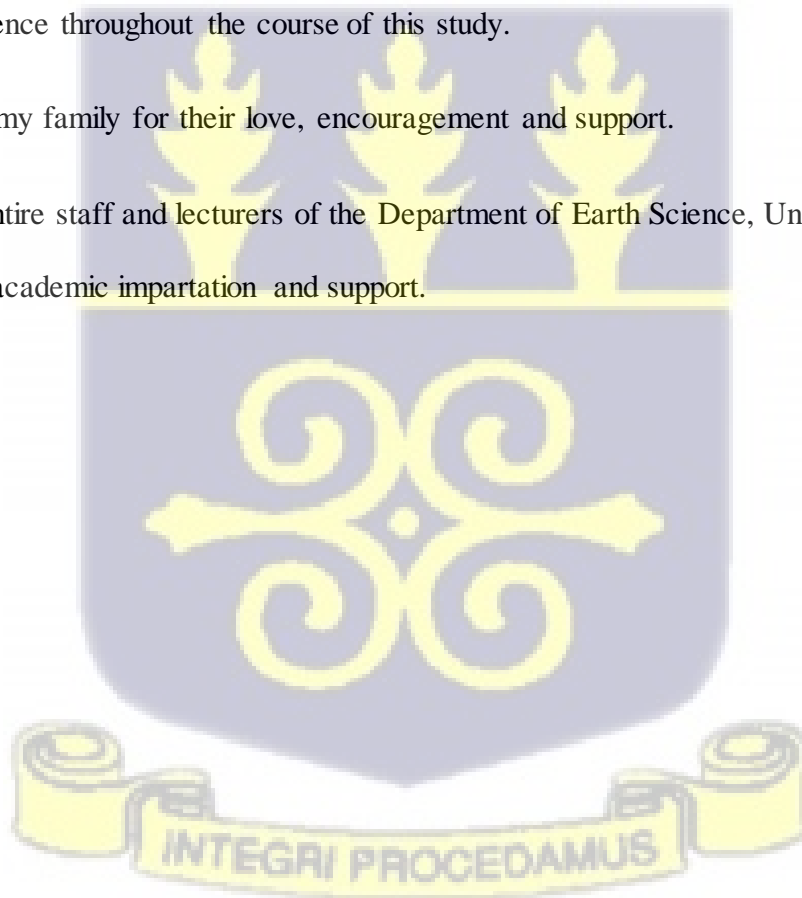 ence throughout the course of this study.
my family for their love, encouragement and support.
ntire staff and lecturers of the Department of Earth Science, Un
academic impartation and support.
INTEGRI PROCEDAMUS